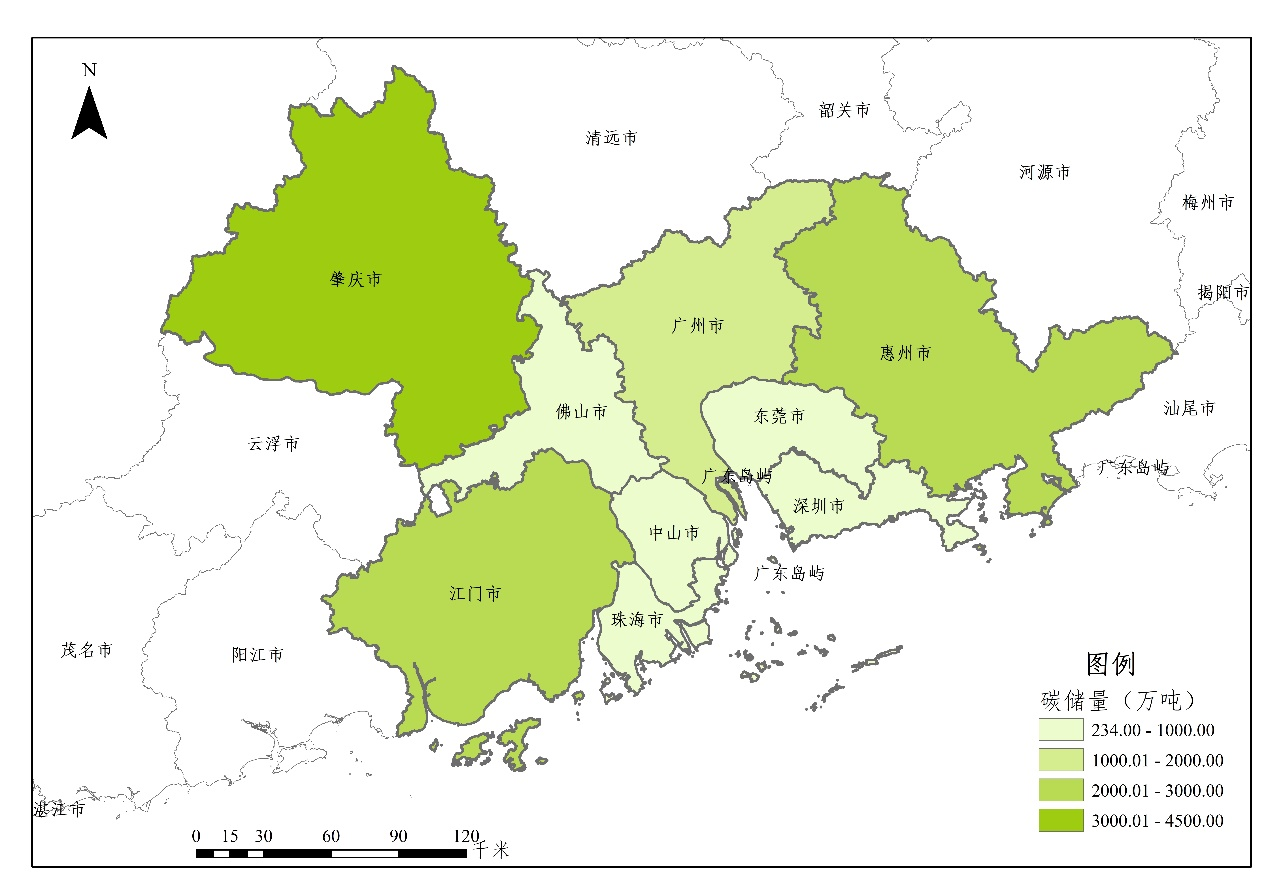 N
韶关市
清远市
河源市
梅州市
肇庆市
揭阳市
广州市
惠州市
佛山市
东莞市
汕尾市
云浮市
广东岛屿
广东岛屿
深圳市
中山市
广东岛屿
江门市
珠海市
茂名市
阳江市
湛江市
图例
碳储量（万吨）
234.00 - 1000.00
1000.01 - 2000.00
2000.01 - 3000.00
3000.01 - 4500.00
0 15 30 60 90 120
千米